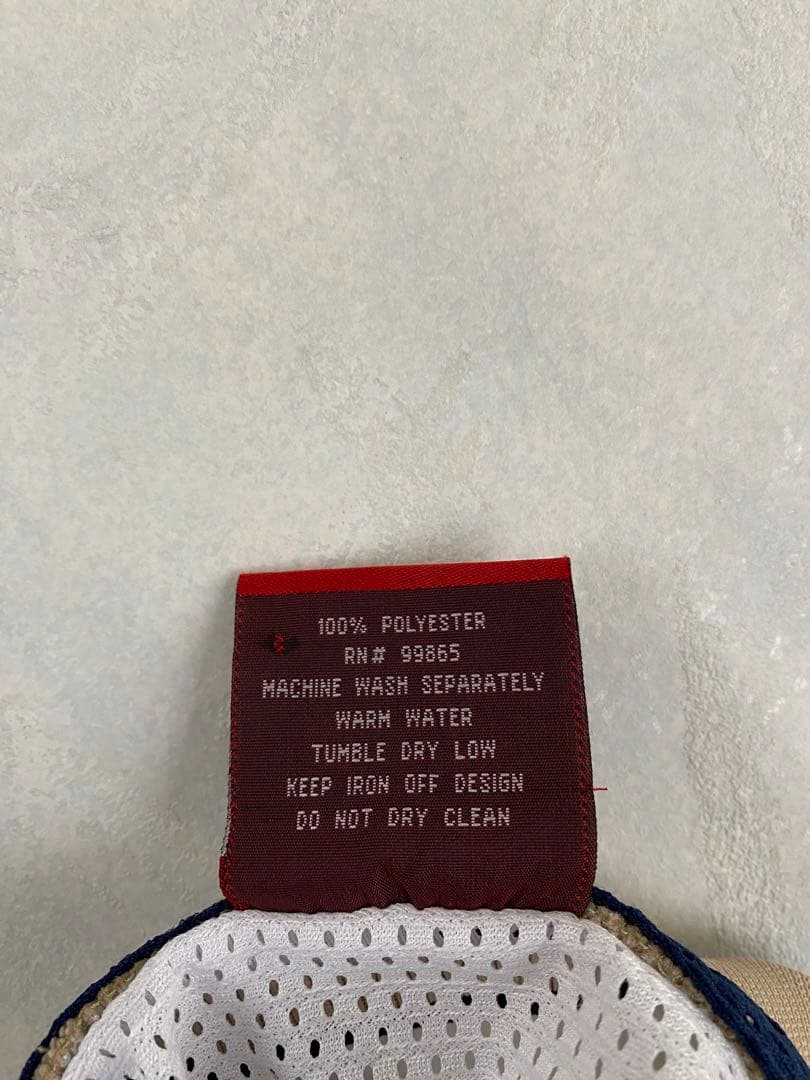 100% POLYESTER
RN# 99865
MACHINE WASH SEPARATELY
WARM WATER
TUMBLE DRY LOW
KEEP IRON OFF DESIGN
DO NOT DRY CLEAN